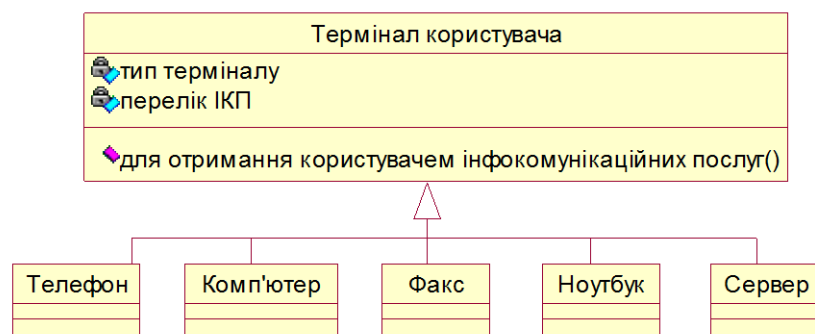 Термінал користувача
тип терміналу
перелік ІКП
для отримання користувачем інфокомунікаційних послуг()
Телефон Комп'ютер Факс Ноутбук Сервер